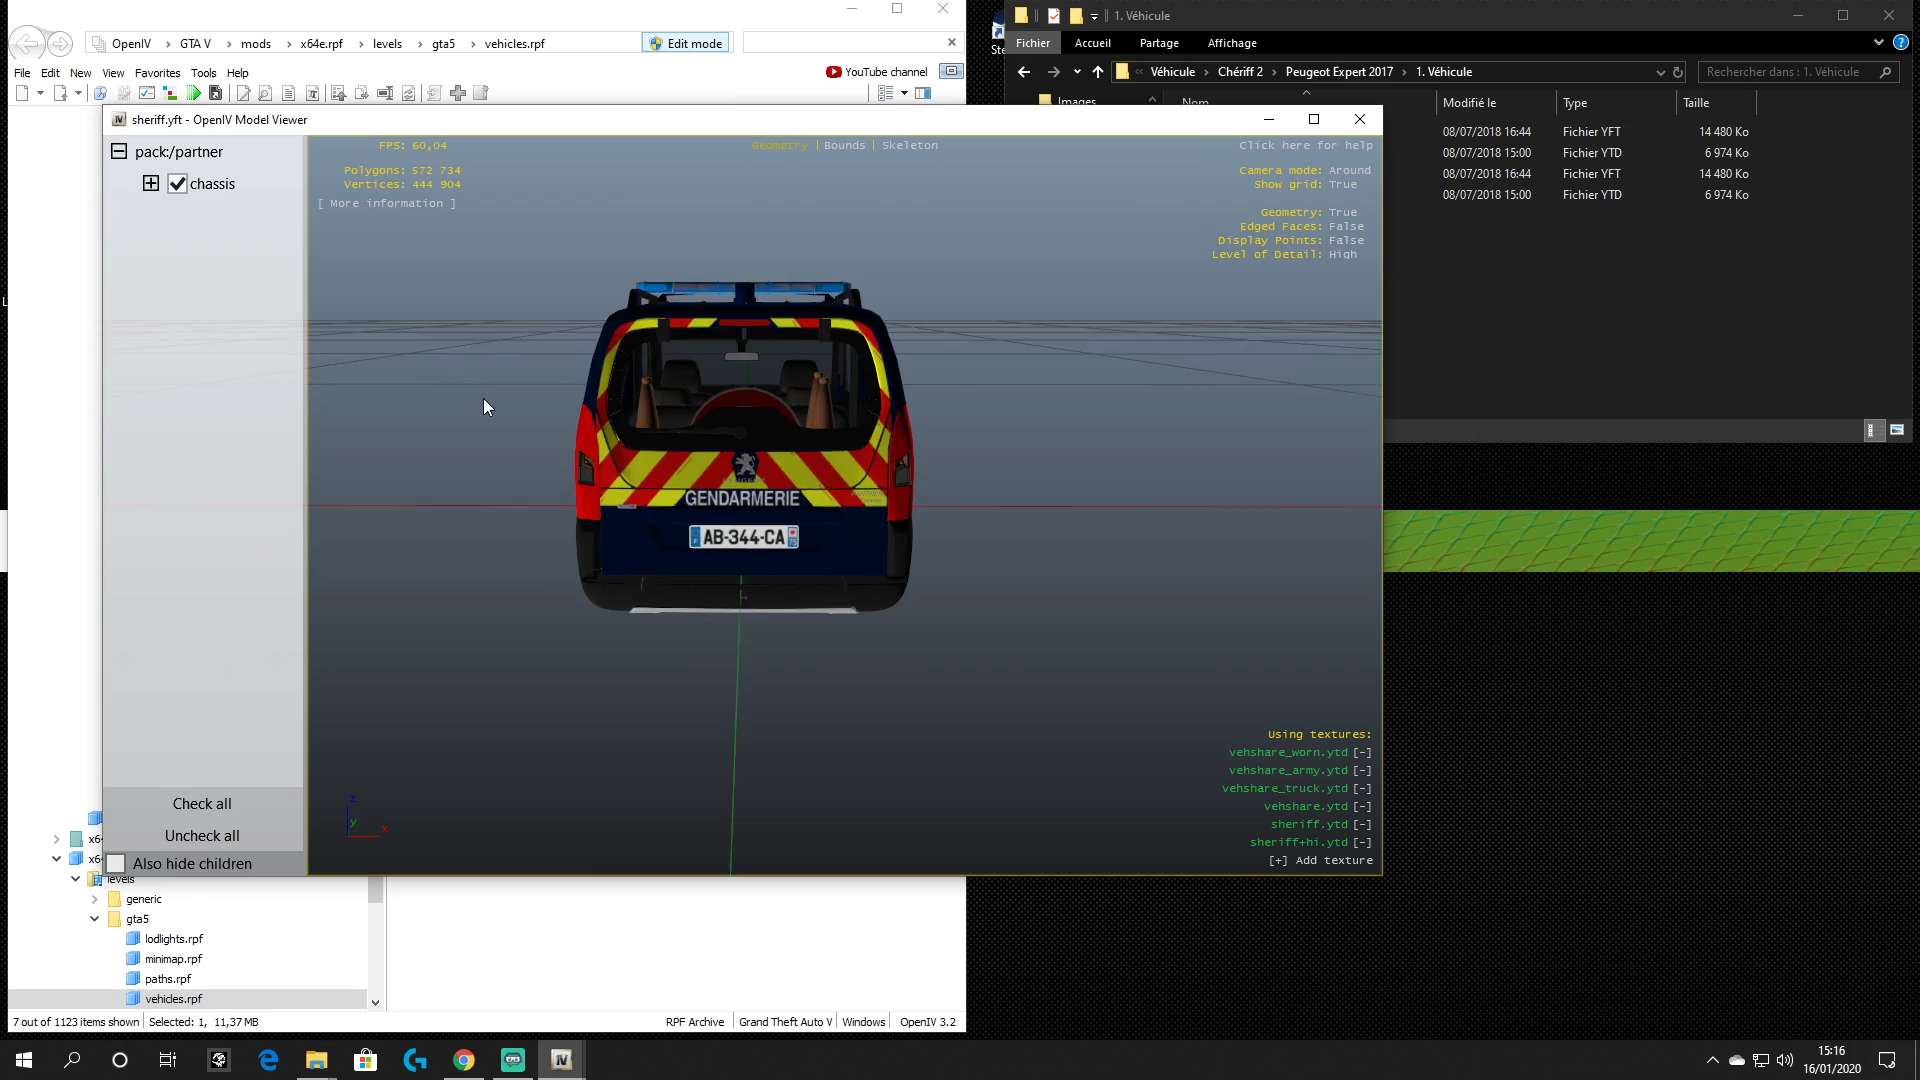 OpenIV
GTA V
mods
x64e.rpf
levels
gta5
vehicles.rpf
Edit mode
File
Edit
New
View
Favorites
Tools
Help
YouTube channel
1. Véhicule
Fichier
Accueil
Partage
Affichage
Véhicule
Chériff 2
Peugeot Expert 2017
1. Véhicule
Rechercher dans : 1. Véhicule
Images
Nom
Modifié le
Type
Taille
08/07/2018 16:44 Fichier YFT 14 480 Ko
08/07/2018 15:00 Fichier YTD 6 974 Ko
08/07/2018 16:44 Fichier YFT 14 480 Ko
08/07/2018 15:00 Fichier YTD 6 974 Ko
sheriff.yft - OpenIV Model Viewer
pack:/partner
chassis
FPS: 60,04
Polygons: 572 734
Vertices: 444 904
[ More information ]
Geometry | Bounds | Skeleton
Click here for help
Camera mode: Around
Show grid: True
Geometry: True
Edged Faces: False
Display Points: False
Level of Detail: High
GENDARMERIE
AB-344-CA
Using textures:
vehshare_worn.ytd [-]
vehshare_army.ytd [-]
vehshare_truck.ytd [-]
vehshare.ytd [-]
sheriff.ytd [-]
sheriff+hi.ytd [-]
[+] Add texture
z
y
x
Check all
Uncheck all
Also hide children
levels
generic
gta5
lodlights.rpf
minimap.rpf
paths.rpf
vehicles.rpf
7 out of 1123 items shown
Selected: 1, 11,37 MB
RPF Archive
Grand Theft Auto V
Windows
OpenIV 3.2
15:16
16/01/2020